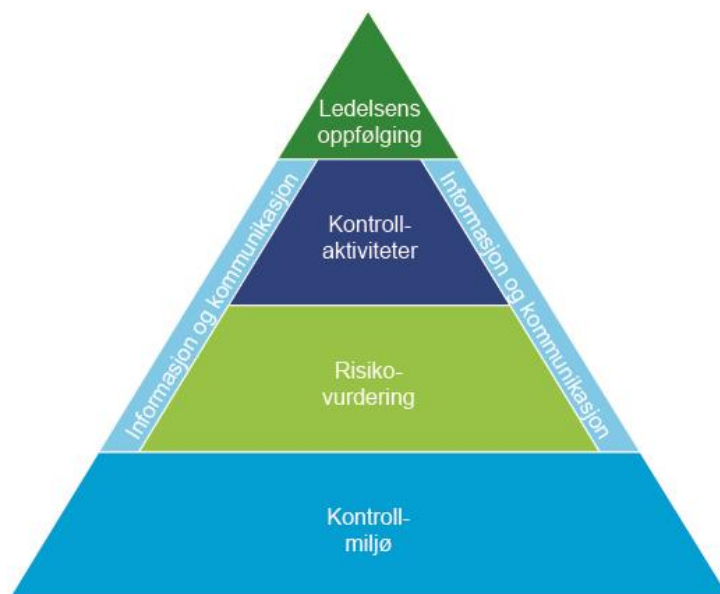 Ledelsens
oppfølging
Informasjon og kommunikasjon
Informasjon og kommunikasjon
Kontroll-
aktiviteter
Risiko-
vurdering
Kontroll-
miljø